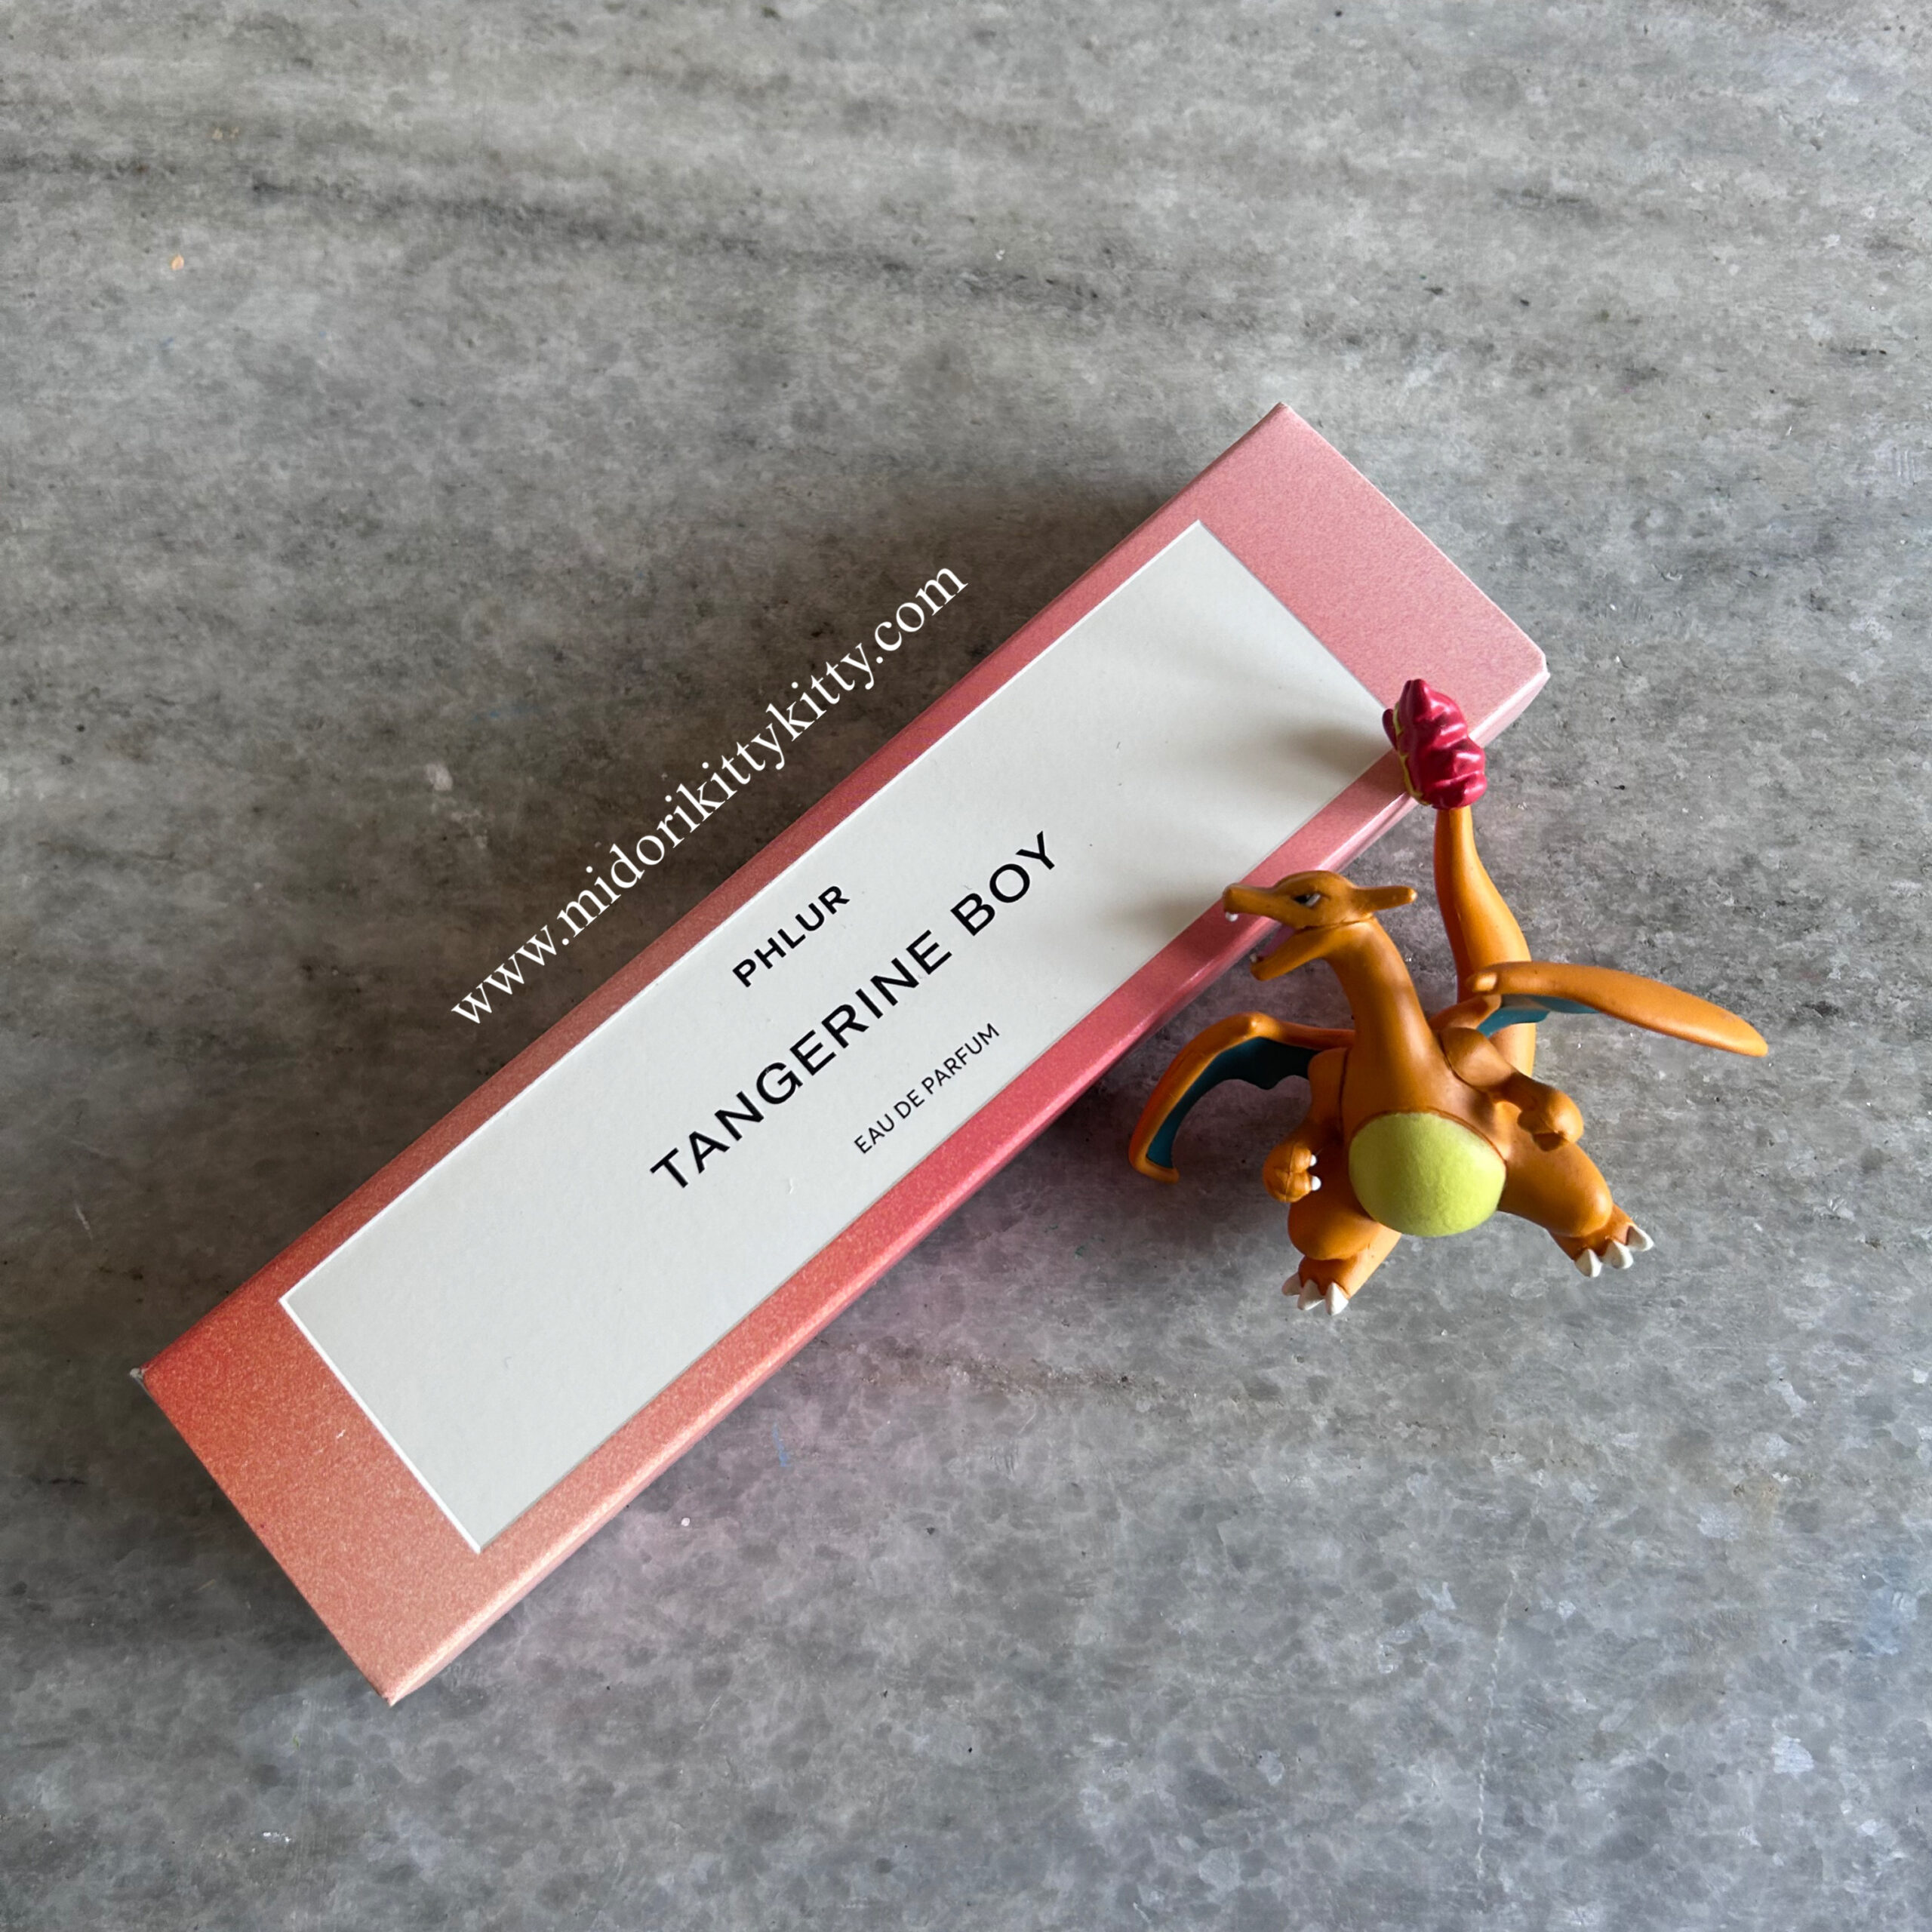 www.midorikittykitty.com
PHLUR
TANGERINE BOY
EAU DE PARFUM